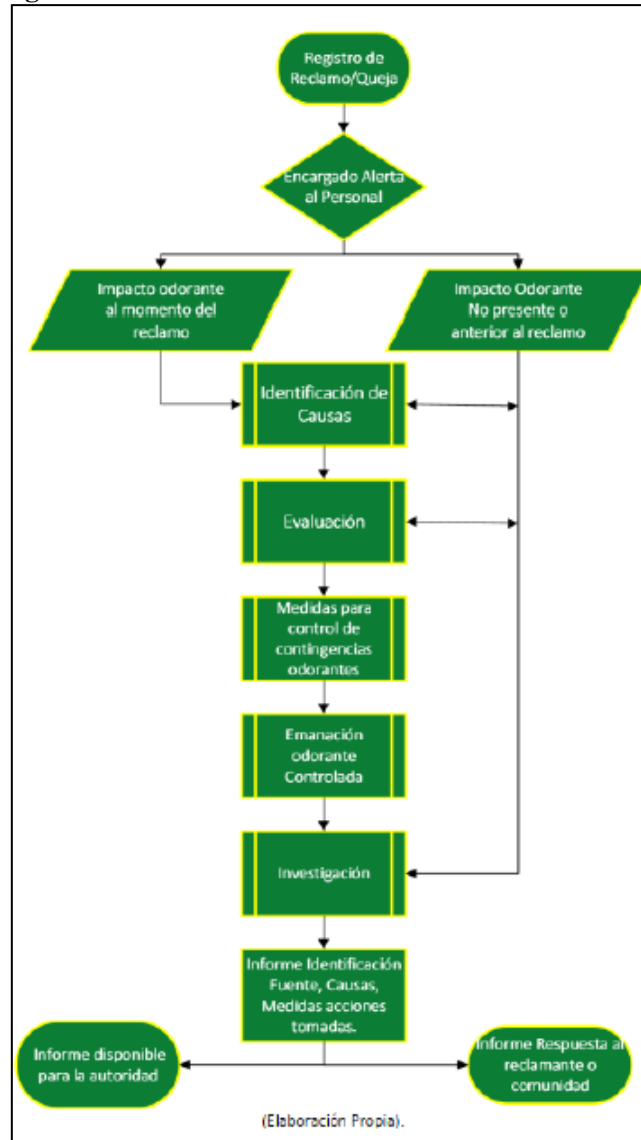 Registro de
Reclamo/Queja
Encargado Alerta
al Personal
Impacto odorante
al momento del
reclamo
Impacto Odorante
No presente o
anterior al reclamo
Identificación de
Causas
Evaluación
Medidas para
control de
contingencias
odorantes
Emanación
odorante
Controlada
Investigación
Informe Identificación
Fuente, Causas,
Medidas acciones
tomadas.
Informe disponible
para la autoridad
Informe Respuesta al
reclamante o
comunidad
(Elaboración Propia).